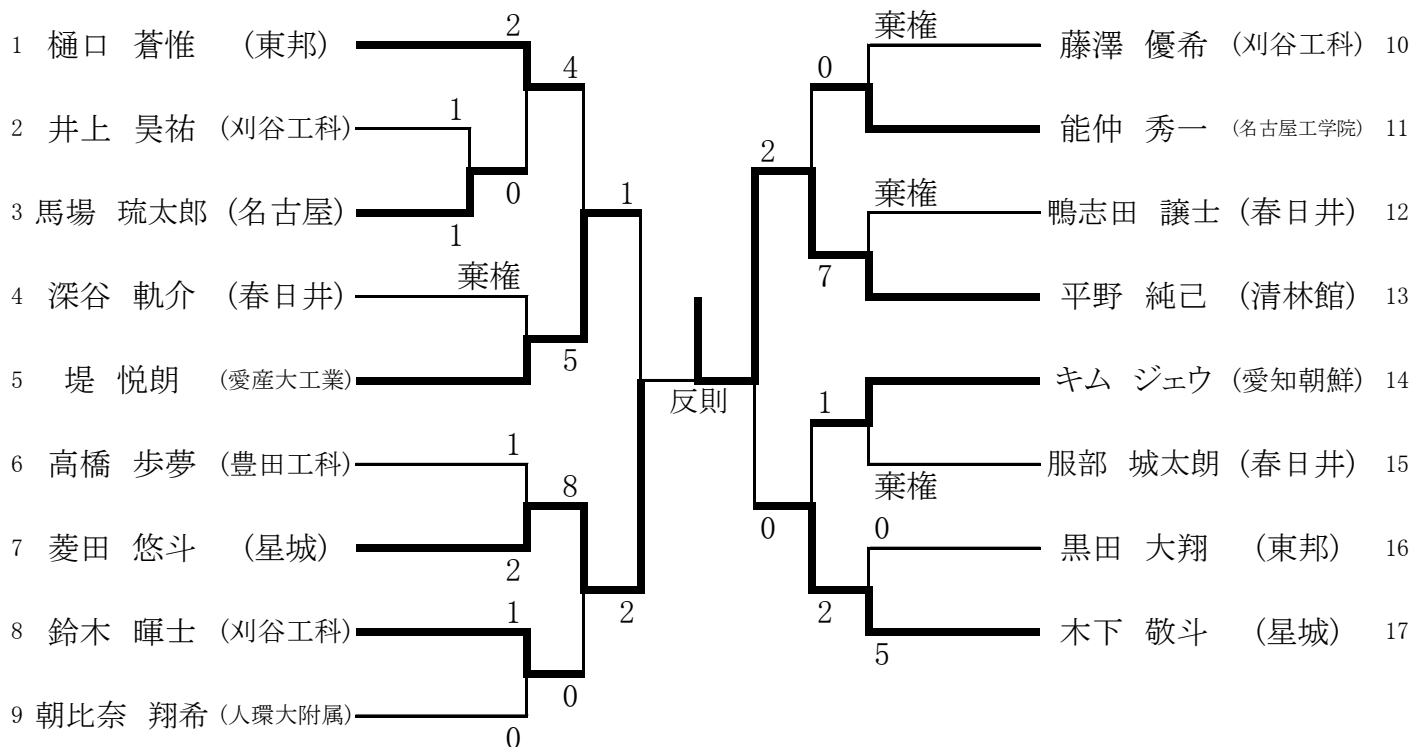 1 樋口 蒼惟 (東邦)
2 井上 昊祐 (刈谷工科)
3 馬場 琉太郎 (名古屋)
4 深谷 軌介 (春日井)
5 堤 悦朗 (愛産大工業)
6 高橋 歩夢 (豊田工科)
7 菱田 悠斗 (星城)
8 鈴木 暉士 (刈谷工科)
9 朝比奈 翔希 (人環大附属)
2
1
0
1
棄権
4
5
1
1
2
8
1
0
0
2
反則
2
0
0
7
1
2
棄権
棄権
棄権
0
5
藤澤 優希 (刈谷工科) 10
能仲 秀一 (名古屋工学院) 11
鴨志田 譲士 (春日井) 12
平野 純己 (清林館) 13
キム ジェウ (愛知朝鮮) 14
服部 城太朗 (春日井) 15
黒田 大翔 (東邦) 16
木下 敬斗 (星城) 17